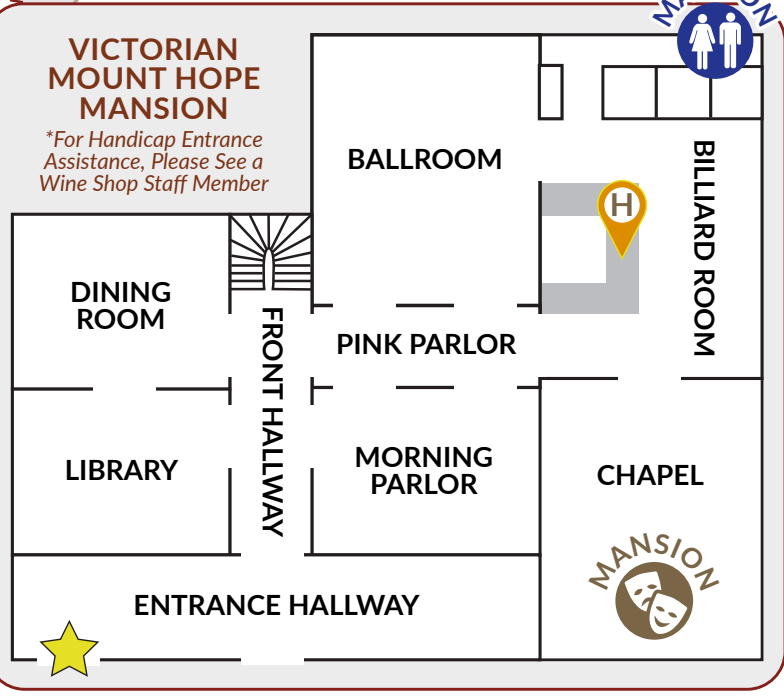 VICTORIAN
MOUNT HOPE
MANSION
*For Handicap Entrance
Assistance, Please See a
Wine Shop Staff Member
BALLROOM
H
BILLIARD ROOM
DINING
ROOM
FRONT HALLWAY
PINK PARLOR
LIBRARY
MORNING
PARLOR
CHAPEL
MANSION
ENTRANCE HALLWAY